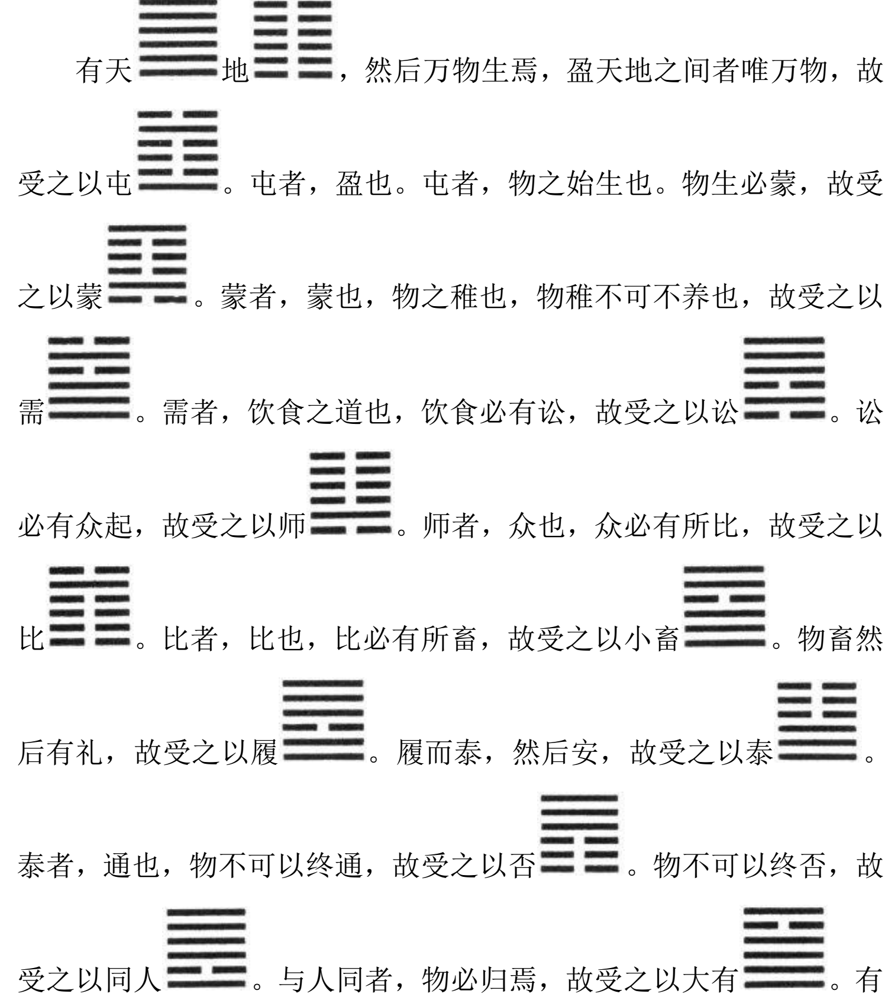 有天䷀地䷁，然后万物生焉，盈天地之间者唯万物，故
受之以屯䷂。屯者，盈也。屯者，物之始生也。物生必蒙，故受
之以蒙䷃。蒙者，蒙也，物之稚也，物稚不可不养也，故受之以
需䷄。需者，饮食之道也，饮食必有讼，故受之以讼䷅。讼
必有众起，故受之以师䷆。师者，众也，众必有所比，故受之以
比䷇。比者，比也，比必有所畜，故受之以小畜䷈。物畜然
后有礼，故受之以履䷉。履而泰，然后安，故受之以泰䷊。
泰者，通也，物不可以终通，故受之以否䷋。物不可以终否，故
受之以同人䷌。与人同者，物必归焉，故受之以大有䷍。有